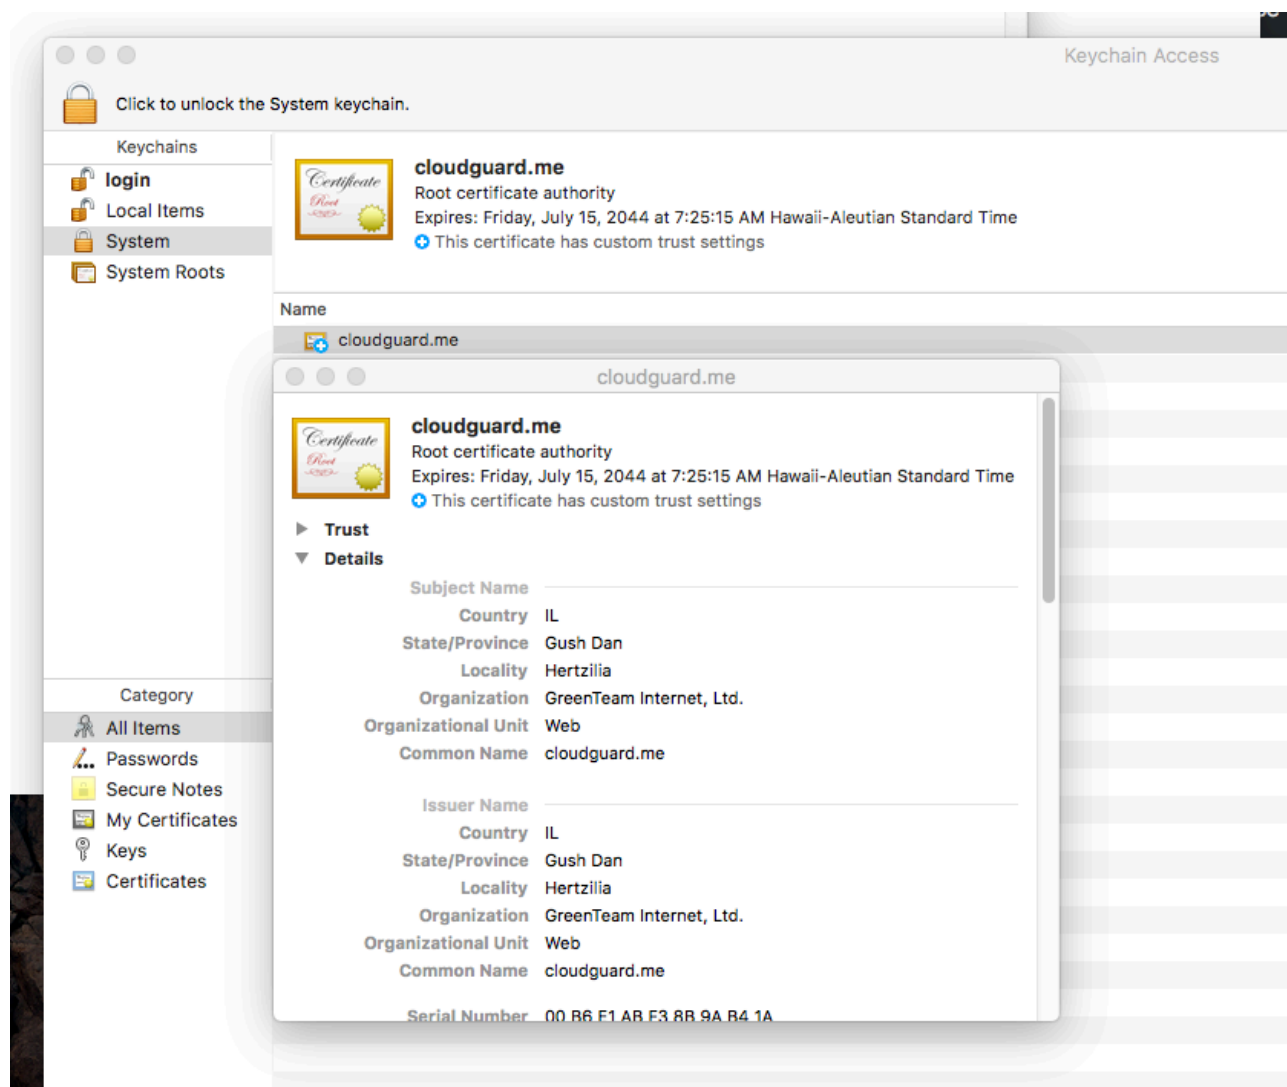 Keychain Access
Click to unlock the System keychain.
Keychains
login
Local Items
System
System Roots
Certificate
Root
cloudguard.me
Root certificate authority
Expires: Friday, July 15, 2044 at 7:25:15 AM Hawaii-Aleutian Standard Time
This certificate has custom trust settings
Name
cloudguard.me
cloudguard.me
Certificate
Root
cloudguard.me
Root certificate authority
Expires: Friday, July 15, 2044 at 7:25:15 AM Hawaii-Aleutian Standard Time
This certificate has custom trust settings
Trust
Details
Subject Name
Country IL
State/Province Gush Dan
Locality Hertzilia
Organization GreenTeam Internet, Ltd.
Organizational Unit Web
Common Name cloudguard.me
Issuer Name
Country IL
State/Province Gush Dan
Locality Hertzilia
Organization GreenTeam Internet, Ltd.
Organizational Unit Web
Common Name cloudguard.me
Serial Number 00 B6 F1 AB F3 8B 9A B4 1A
Category
All Items
Passwords
Secure Notes
My Certificates
Keys
Certificates